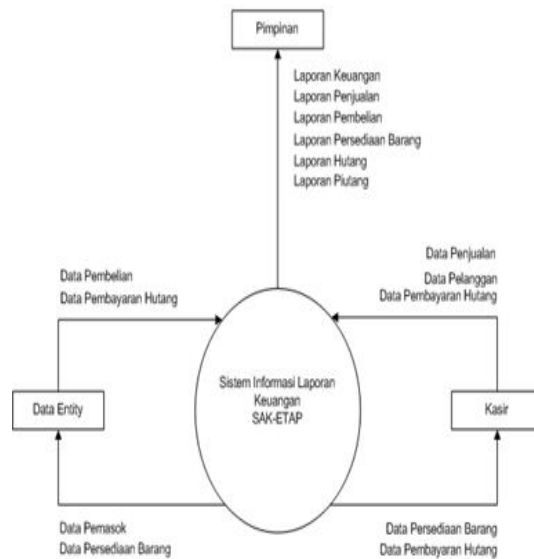 Pimpinan
Laporan Keuangan
Laporan Penjualan
Laporan Pembelian
Laporan Persediaan Barang
Laporan Hutang
Laporan Piutang
Data Pembelian
Data Pembayaran Hutang
Data Penjualan
Data Pelanggan
Data Pembayaran Hutang
Sistem Informasi Laporan
Keuangan
SAK-ETAP
Data Entity
Kasir
Data Pemasok
Data Persediaan Barang
Data Persediaan Barang
Data Pembayaran Hutang